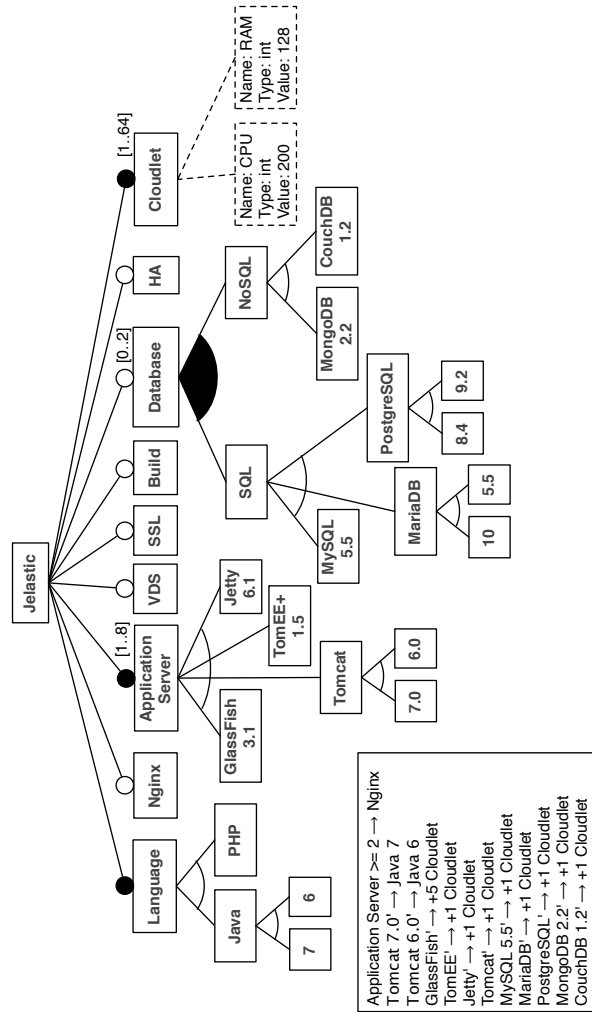 Jelastic
Language
Nginx
[1..8]
Application
Server
VDS
SSL
Build
[0..2]
Database
HA
[1..64]
Cloudlet
Java
PHP
7
6
GlassFish
3.1
Jetty
6.1
TomEE+
1.5
Tomcat
7.0
6.0
SQL
NoSQL
MySQL
5.5
MariaDB
10
5.5
PostgreSQL
8.4
9.2
MongoDB
2.2
CouchDB
1.2
Name: CPU
Type: int
Value: 200
Name: RAM
Type: int
Value: 128
Application Server >= 2 → Nginx
Tomcat 7.0' → Java 7
Tomcat 6.0' → Java 6
GlassFish' → +5 Cloudlet
TomEE' → +1 Cloudlet
Jetty' → +1 Cloudlet
Tomcat' → +1 Cloudlet
MySQL 5.5' → +1 Cloudlet
MariaDB' → +1 Cloudlet
PostgreSQL' → +1 Cloudlet
MongoDB 2.2' → +1 Cloudlet
CouchDB 1.2' → +1 Cloudlet